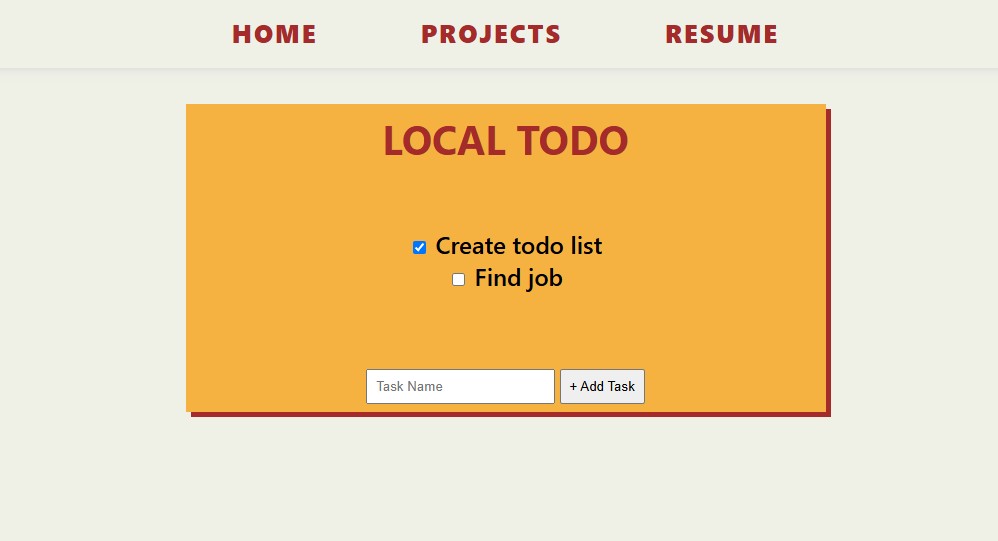 HOME PROJECTS RESUME
LOCAL TODO
Create todo list
Find job
Task Name + Add Task